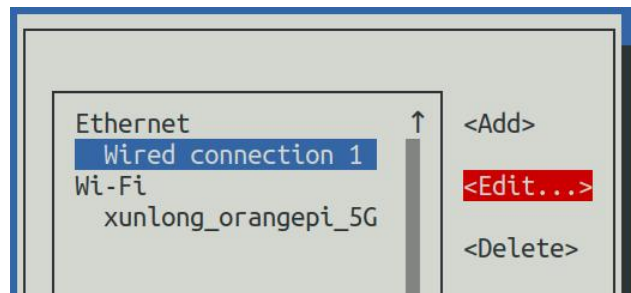 Ethernet ↑ <Add>
Wired connection 1
Wi-Fi <Edit...>
xunlong_orangepi_5G
<Delete>